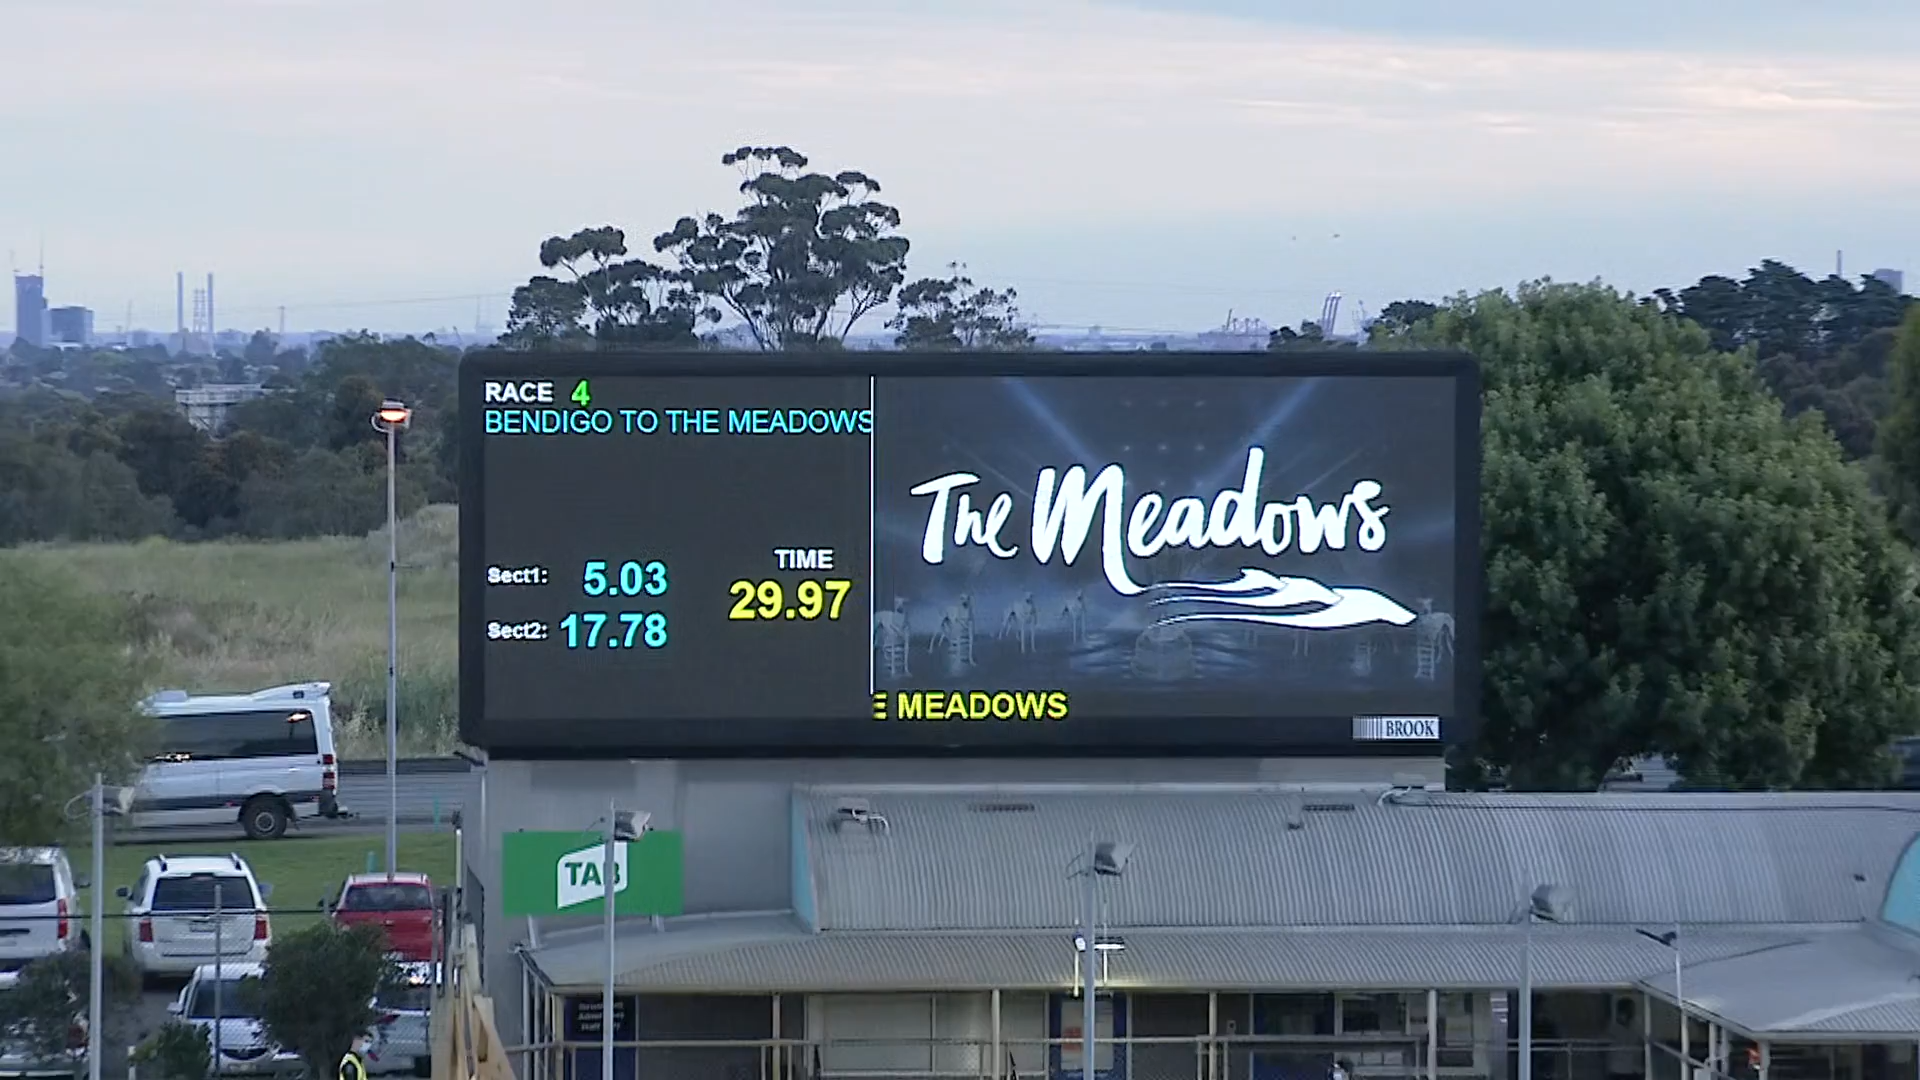 RACE 4
BENDIGO TO THE MEADOWS
Sect1: 5.03
Sect2: 17.78
TIME
29.97
The Meadows
E MEADOWS
BROOK
TAB